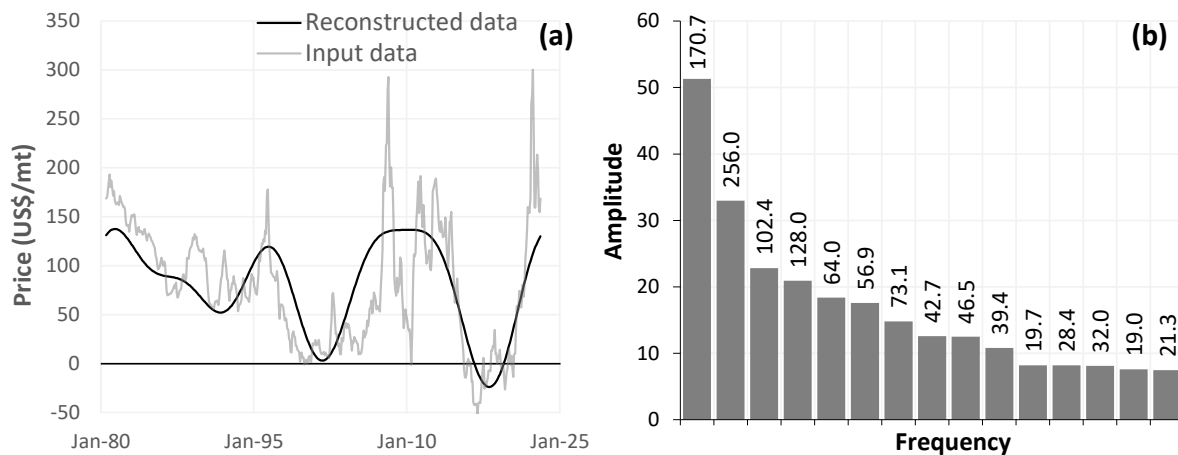 Price (US$/mt)
350
300
250
200
150
100
50
0
-50
Reconstructed data
Input data
(a)
Jan-80
Jan-95
Jan-10
Jan-25
Amplitude
60
50
40
30
20
10
0
170.7
256.0
102.4
128.0
64.0
56.9
73.1
42.7
46.5
39.4
19.7
28.4
32.0
19.0
21.3
(b)
Frequency